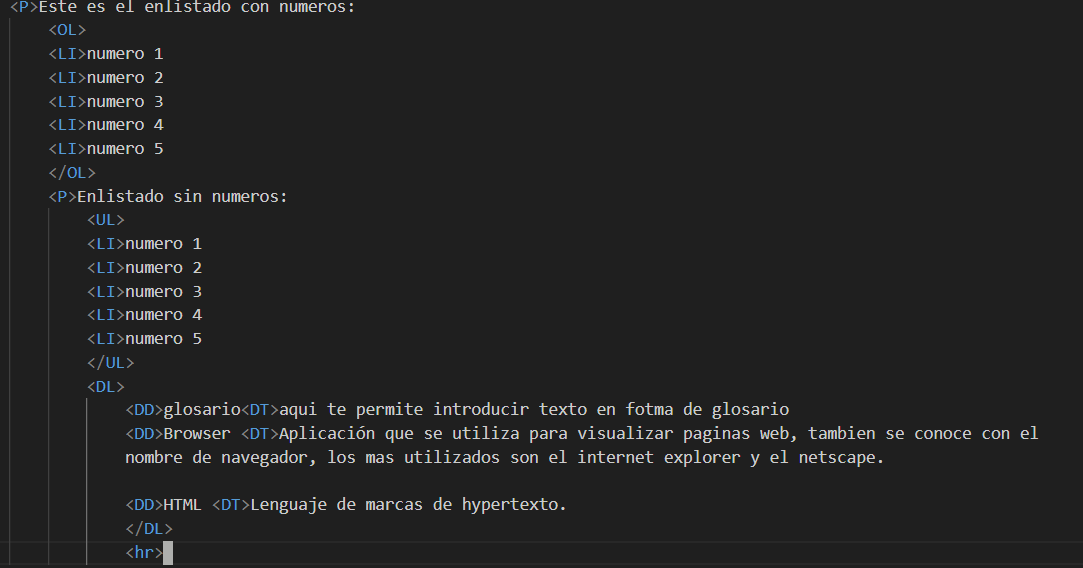 <P>Este es el enlistado con numeros:
<OL>
<LI>numero 1
<LI>numero 2
<LI>numero 3
<LI>numero 4
<LI>numero 5
</OL>
<P>Enlistado sin numeros:
<UL>
<LI>numero 1
<LI>numero 2
<LI>numero 3
<LI>numero 4
<LI>numero 5
</UL>
<DL>
<DD>glosario<DT>aqui te permite introducir texto en fotma de glosario
<DD>Browser <DT>Aplicación que se utiliza para visualizar paginas web, tambien se conoce con el
nombre de navegador, los mas utilizados son el internet explorer y el netscape.
<DD>HTML <DT>Lenguaje de marcas de hypertexto.
</DL>
<hr>